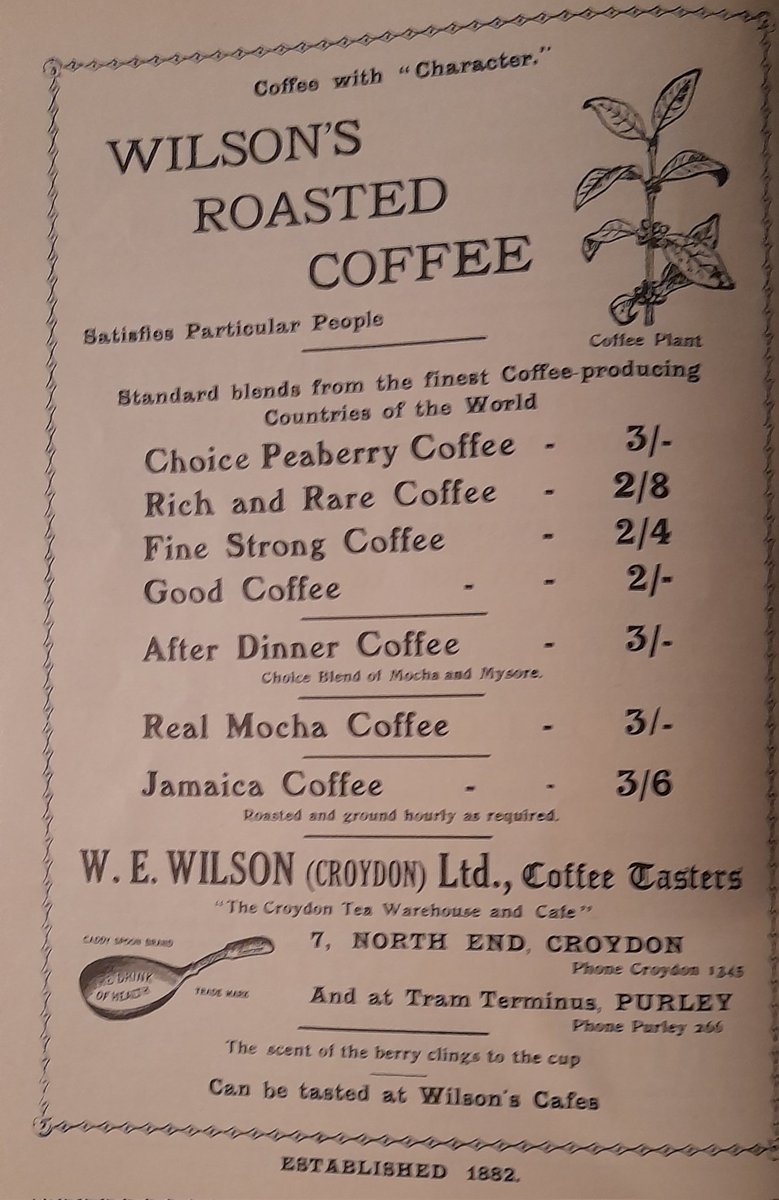 Coffee with "Character."
WILSON'S
ROASTED
COFFEE
Satisfies Particular People
Coffee Plant
Standard blends from the finest Coffee-producing
Countries of the World
Choice Peaberry Coffee - 3/-
Rich and Rare Coffee - 2/8
Fine Strong Coffee - 2/4
Good Coffee - - 2/-
After Dinner Coffee - 3/-
Choice Blend of Mocha and Mysore.
Real Mocha Coffee - 3/-
Jamaica Coffee - - 3/6
Roasted and ground hourly as required.
W. E. WILSON (CROYDON) Ltd., Coffee Tasters
"The Croydon Tea Warehouse and Cafe"
CADDY SPOON BRAND
THE DRINK
OF HEALTH
TRADE MARK
7, NORTH END, CROYDON
Phone Croydon 1345
And at Tram Terminus, PURLEY
Phone Purley 266
The scent of the berry clings to the cup
Can be tasted at Wilson's Cafes
ESTABLISHED 1882.